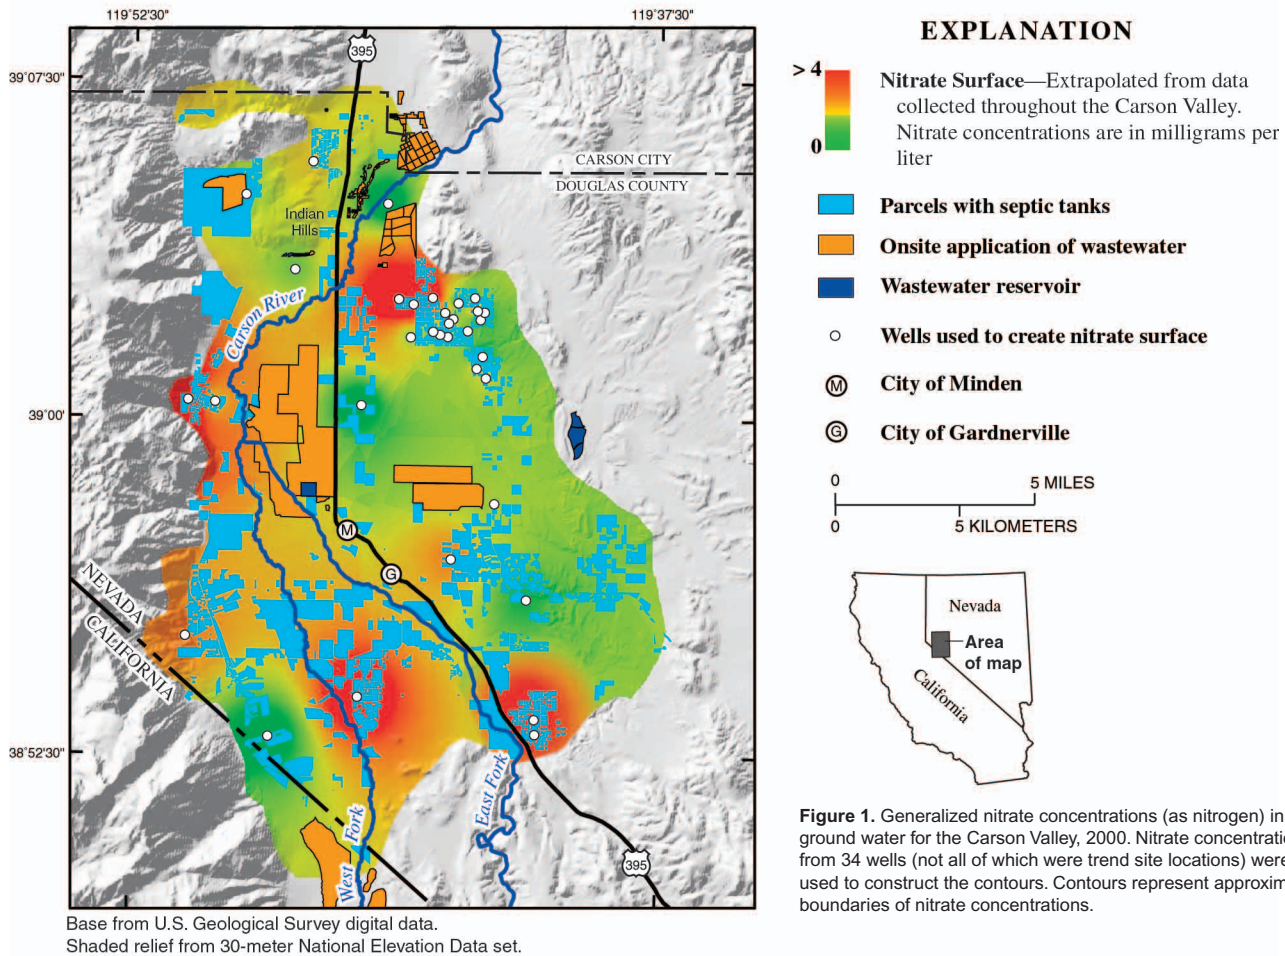 119°52'30"
119°37'30"
39°07'30"
39°00'
38°52'30"
395
CARSON CITY
DOUGLAS COUNTY
Indian
Hills
Carson River
M
G
NEVADA
CALIFORNIA
West Fork
East Fork
395
Base from U.S. Geological Survey digital data.
Shaded relief from 30-meter National Elevation Data set.
EXPLANATION
> 4
0
Nitrate Surface—Extrapolated from data
collected throughout the Carson Valley.
Nitrate concentrations are in milligrams per
liter
Parcels with septic tanks
Onsite application of wastewater
Wastewater reservoir
Wells used to create nitrate surface
M City of Minden
G City of Gardnerville
0 5 MILES
0 5 KILOMETERS
Nevada
Area
of map
California
Figure 1. Generalized nitrate concentrations (as nitrogen) in
ground water for the Carson Valley, 2000. Nitrate concentrati
from 34 wells (not all of which were trend site locations) were
used to construct the contours. Contours represent approxim
boundaries of nitrate concentrations.